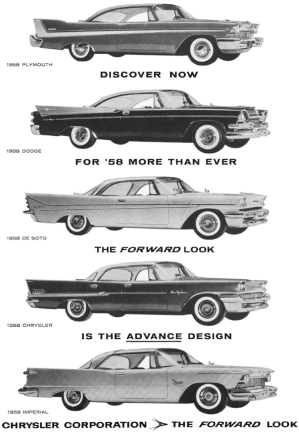 1958 PLYMOUTH
DISCOVER NOW
1958 DODGE
FOR '58 MORE THAN EVER
1958 DE SOTO
THE FORWARD LOOK
1958 CHRYSLER
IS THE ADVANCE DESIGN
1958 IMPERIAL
CHRYSLER CORPORATION THE FORWARD LOOK